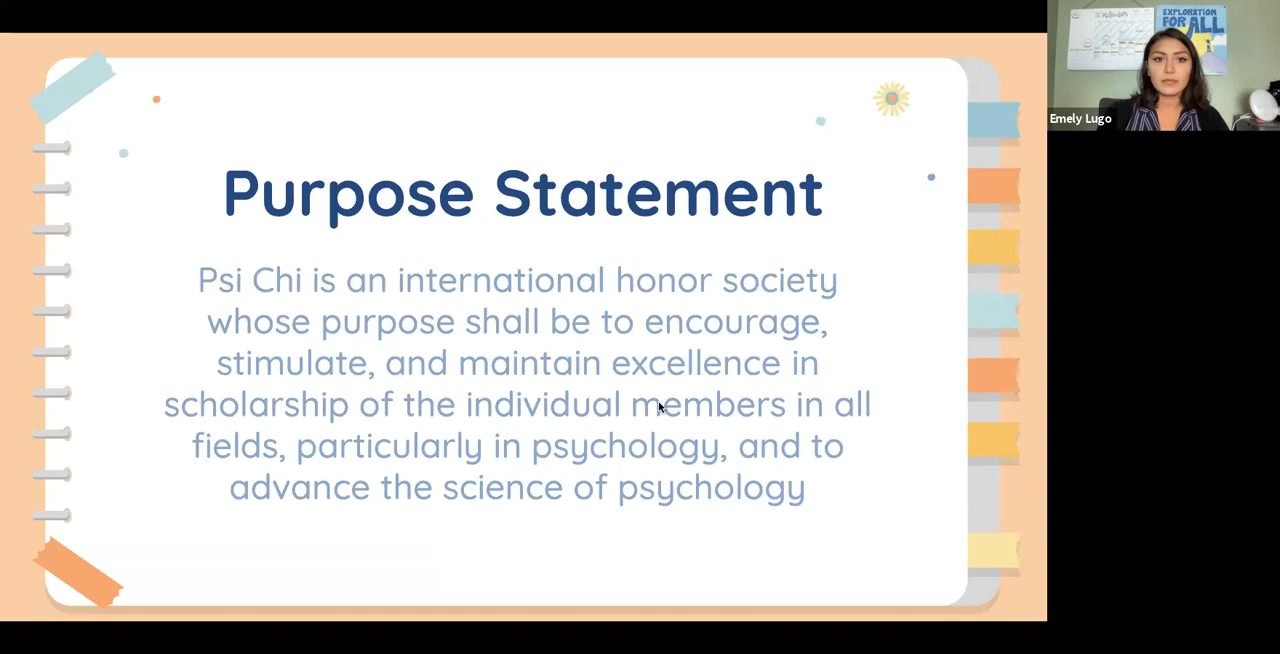 Purpose Statement
Psi Chi is an international honor society
whose purpose shall be to encourage,
stimulate, and maintain excellence in
scholarship of the individual members in all
fields, particularly in psychology, and to
advance the science of psychology
EXPLORATION
FOR ALL
Emely Lugo